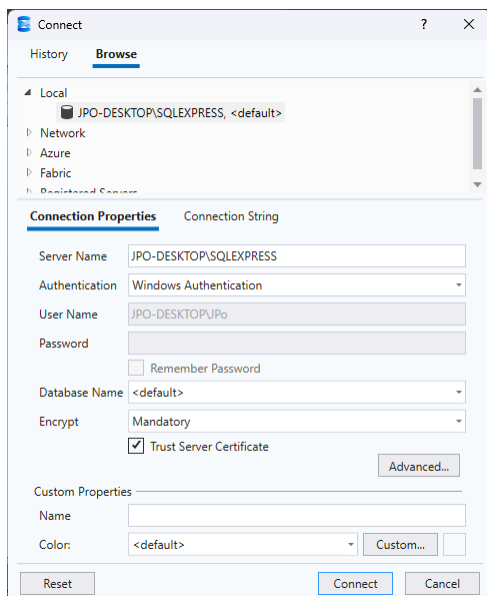 Connect ?
History Browse
Local
JPO-DESKTOP\SQLEXPRESS, <default>
Network
Azure
Fabric
Registered Servers
Connection Properties Connection String
Server Name JPO-DESKTOP\SQLEXPRESS
Authentication Windows Authentication
User Name JPO-DESKTOP\JPo
Password
Remember Password
Database Name <default>
Encrypt Mandatory
Trust Server Certificate
Advanced...
Custom Properties
Name
Color: <default> Custom...
Reset Connect Cancel